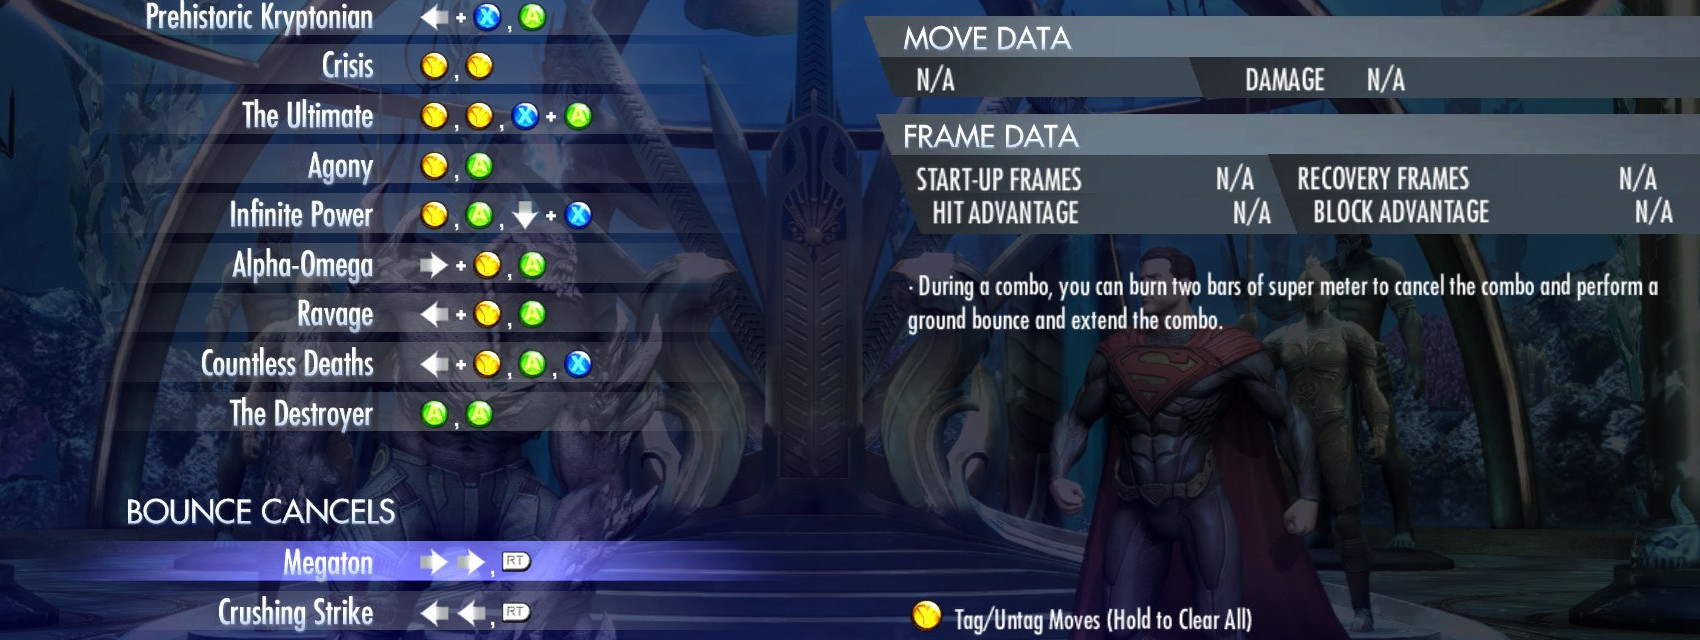 Prehistoric Kryptonian + X , A
Crisis Y , Y
The Ultimate Y , Y , X + A
Agony Y , A
Infinite Power Y , A , + X
Alpha-Omega + Y , A
Ravage + Y , A
Countless Deaths + Y , A , X
The Destroyer A , A
BOUNCE CANCELS
Megaton , RT
Crushing Strike , RT
MOVE DATA
N/A DAMAGE N/A
FRAME DATA
START-UP FRAMES N/A RECOVERY FRAMES N/A
HIT ADVANTAGE N/A BLOCK ADVANTAGE N/A
· During a combo, you can burn two bars of super meter to cancel the combo and perform a
ground bounce and extend the combo.
Y Tag/Untag Moves (Hold to Clear All)